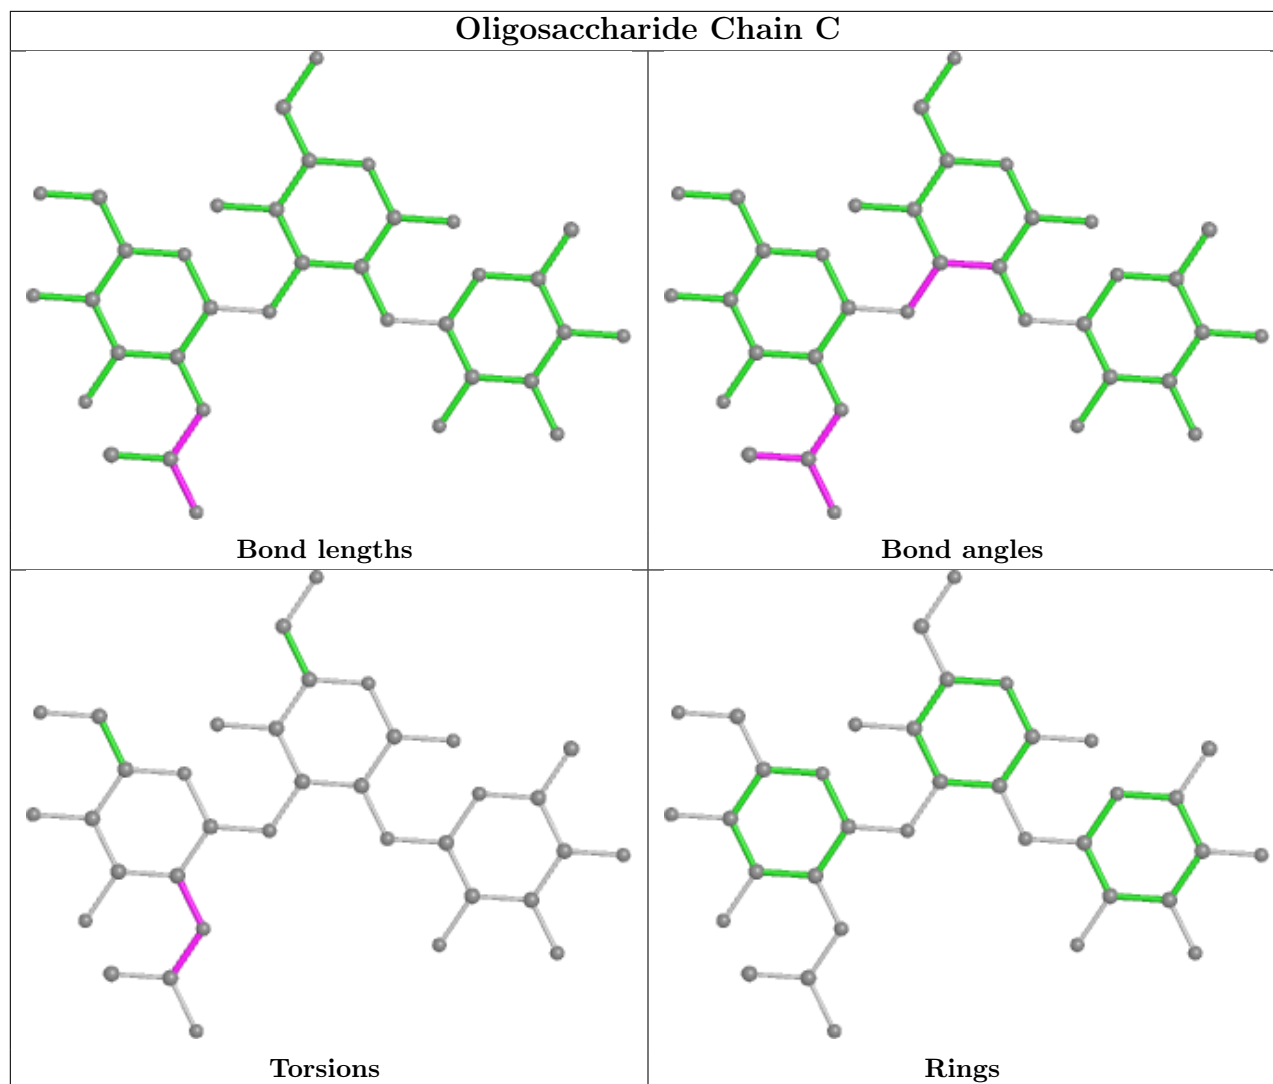 Oligosaccharide Chain C
Bond lengths
Bond angles
Torsions
Rings